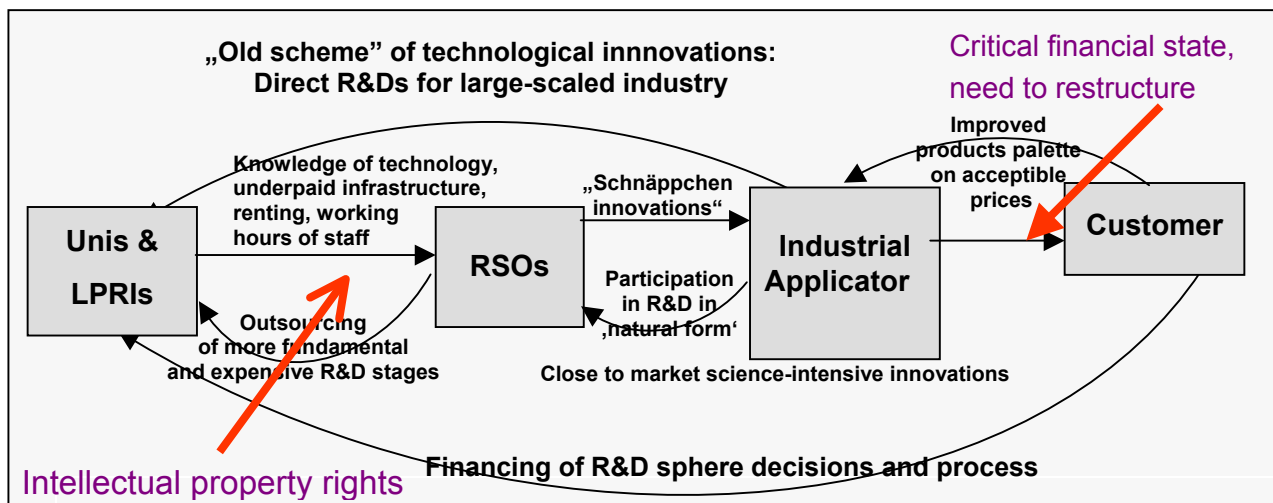 „Old scheme” of technological innnovations:
Direct R&Ds for large-scaled industry
Critical financial state,
need to restructure
Knowledge of technology,
underpaid infrastructure,
renting, working
hours of staff
„Schnäppchen
innovations“
Improved
products palette
on acceptible
prices
Unis &
LPRIs
RSOs
Industrial
Applicator
Customer
Outsourcing
of more fundamental
and expensive R&D stages
Participation
in R&D in
‚natural form‘
Close to market science-intensive innovations
Intellectual property rights
Financing of R&D sphere decisions and process